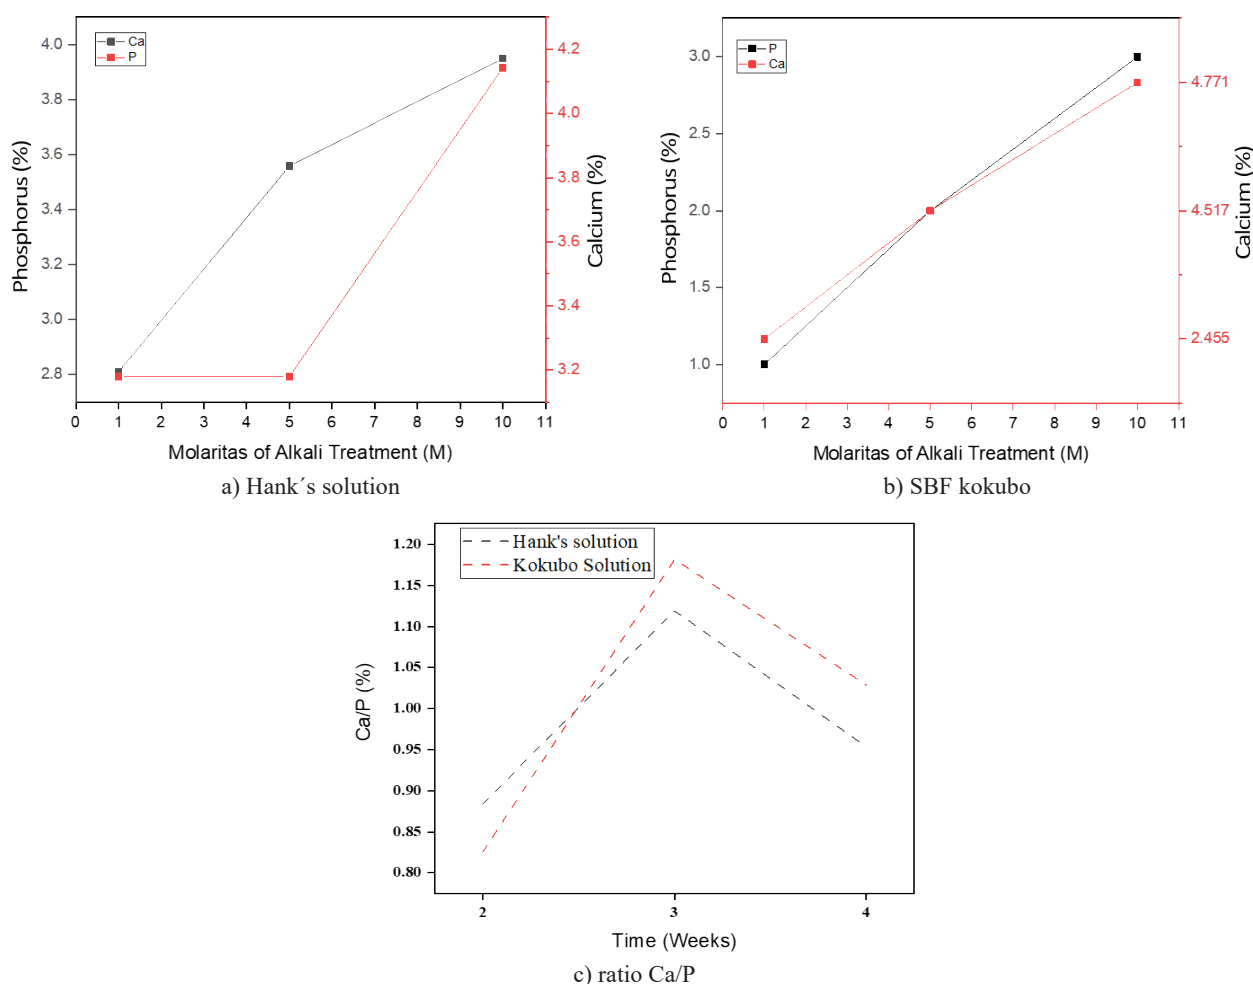 Ca
P
4.0
3.8
3.6
3.4
3.2
3.0
2.8
Phosphorus (%)
4.2
4.0
3.8
3.6
3.4
3.2
Calcium (%)
0 1 2 3 4 5 6 7 8 9 10 11
Molaritas of Alkali Treatment (M)
a) Hank´s solution
P
Ca
3.0
2.5
2.0
1.5
1.0
Phosphorus (%)
4.771
4.517
2.455
Calcium (%)
0 1 2 3 4 5 6 7 8 9 10 11
Molaritas of Alkali Treatment (M)
b) SBF kokubo
Hank's solution
Kokubo Solution
1.20
1.15
1.10
1.05
1.00
0.95
0.90
0.85
0.80
Ca/P (%)
2 3 4
Time (Weeks)
c) ratio Ca/P